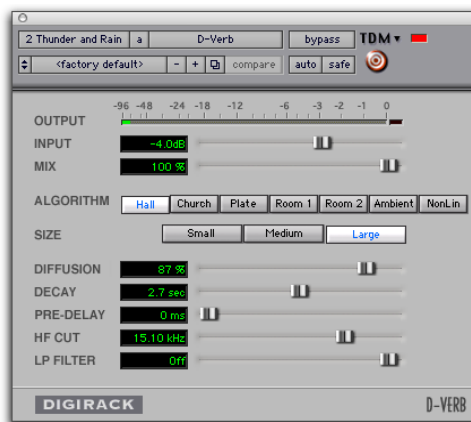 2 Thunder and Rain a D-Verb bypass TDM
<factory default> - + compare auto safe
-96 -48 -24 -18 -12 -6 -3 -2 -1 0
OUTPUT
INPUT -4.0dB
MIX 100 %
ALGORITHM Hall Church Plate Room 1 Room 2 Ambient NonLin
SIZE Small Medium Large
DIFFUSION 87 %
DECAY 2.7 sec
PRE-DELAY 0 ms
HF CUT 15.10 kHz
LP FILTER Off
DIGIRACK D-VERB